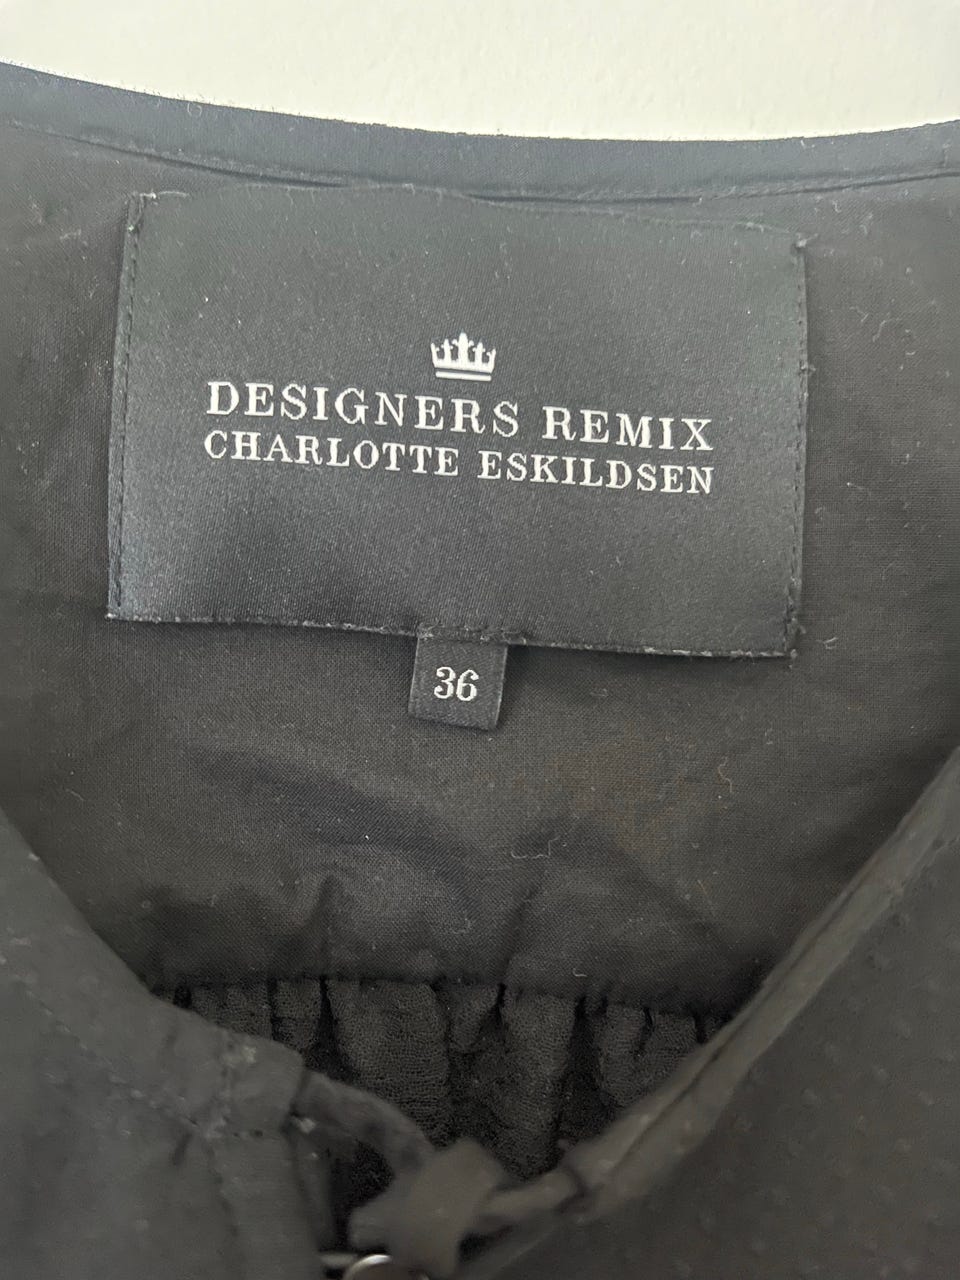 DESIGNERS REMIX
CHARLOTTE ESKILDSEN
36